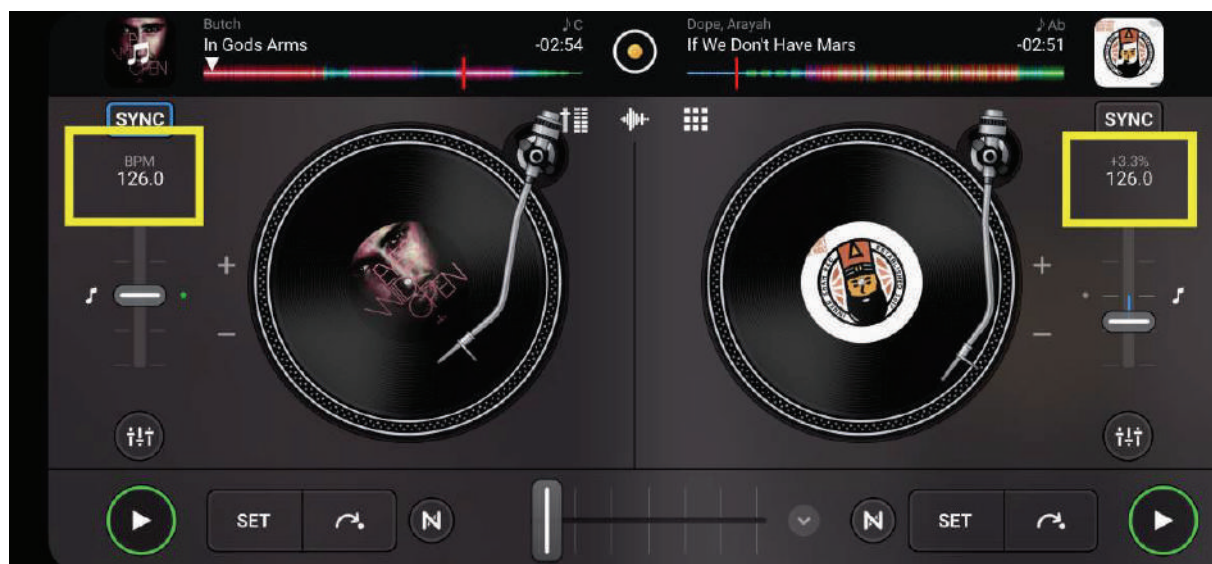 Butch
♪C
In Gods Arms
-02:54
Dope, Arayah
♪Ab
If We Don't Have Mars
-02:51
SYNC
BPM
126.0
SYNC
+3.3%
126.0
+
−
+
−
SET
SET